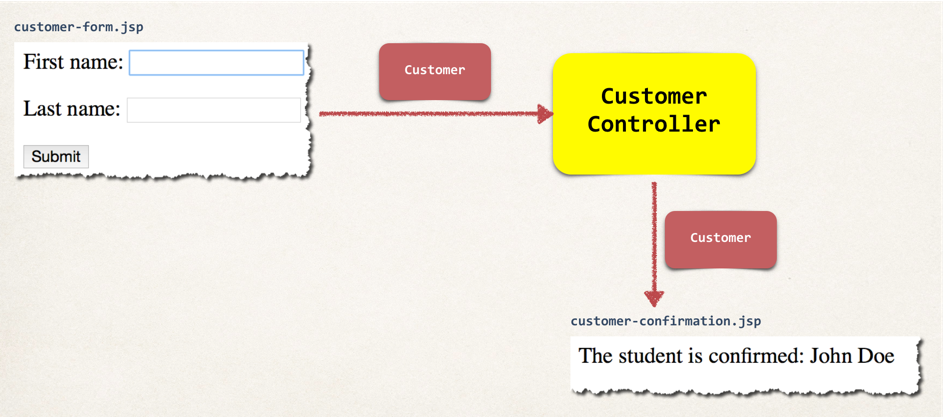 customer-form.jsp
First name:
Last name:
Submit
Customer
Customer
Controller
Customer
customer-confirmation.jsp
The student is confirmed: John Doe